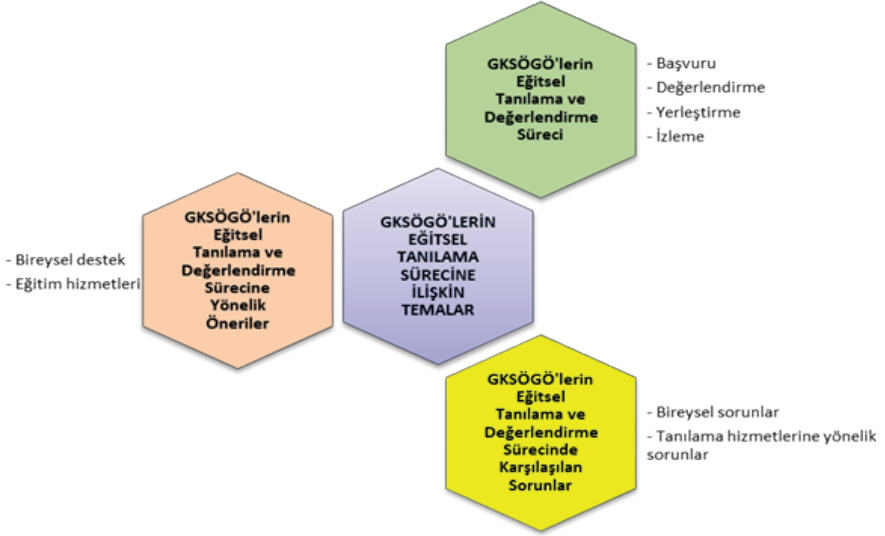 GKSÖGÖ'lerin
Eğitsel
Tanılama ve
Değerlendirme
Süreci
- Başvuru
- Değerlendirme
- Yerleştirme
- İzleme
- Bireysel destek
- Eğitim hizmetleri
GKSÖGÖ'lerin
Eğitsel
Tanılama ve
Değerlendirme
Sürecine
Yönelik
Öneriler
GKSÖGÖ'LERİN
EĞİTSEL
TANILAMA
SÜRECİNE
İLİŞKİN
TEMALAR
GKSÖGÖ'lerin
Eğitsel
Tanılama ve
Değerlendirme
Sürecinde
Karşılaşılan
Sorunlar
- Bireysel sorunlar
- Tanılama hizmetlerine yönelik
sorunlar